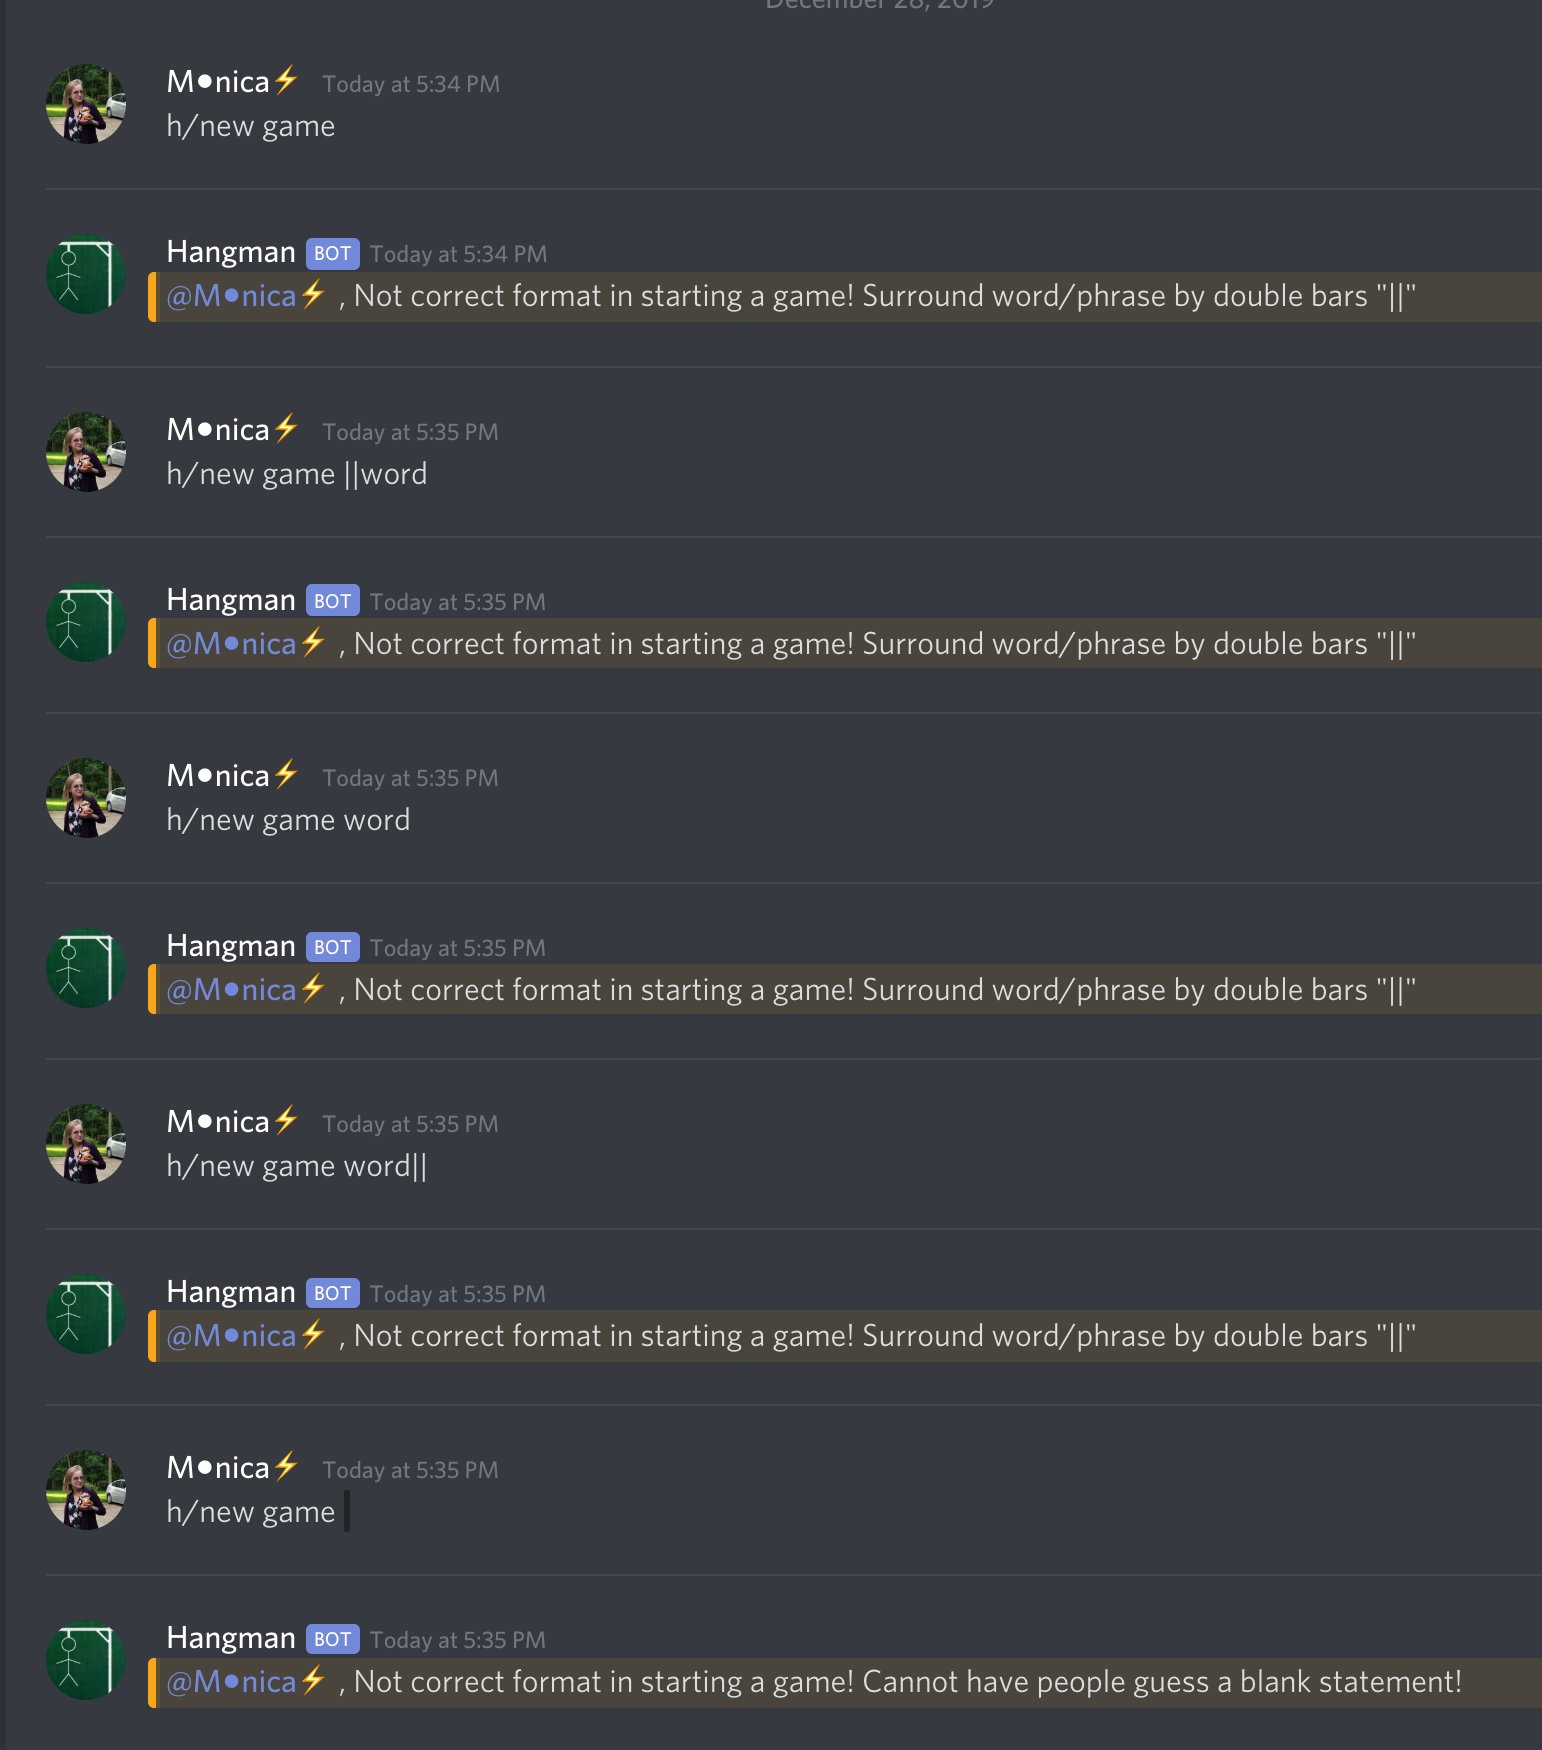 December 28, 2019
M●nica⚡ Today at 5:34 PM
h/new game
Hangman BOT Today at 5:34 PM
@M●nica⚡ , Not correct format in starting a game! Surround word/phrase by double bars "||"
M●nica⚡ Today at 5:35 PM
h/new game ||word
Hangman BOT Today at 5:35 PM
@M●nica⚡ , Not correct format in starting a game! Surround word/phrase by double bars "||"
M●nica⚡ Today at 5:35 PM
h/new game word
Hangman BOT Today at 5:35 PM
@M●nica⚡ , Not correct format in starting a game! Surround word/phrase by double bars "||"
M●nica⚡ Today at 5:35 PM
h/new game word||
Hangman BOT Today at 5:35 PM
@M●nica⚡ , Not correct format in starting a game! Surround word/phrase by double bars "||"
M●nica⚡ Today at 5:35 PM
h/new game
Hangman BOT Today at 5:35 PM
@M●nica⚡ , Not correct format in starting a game! Cannot have people guess a blank statement!